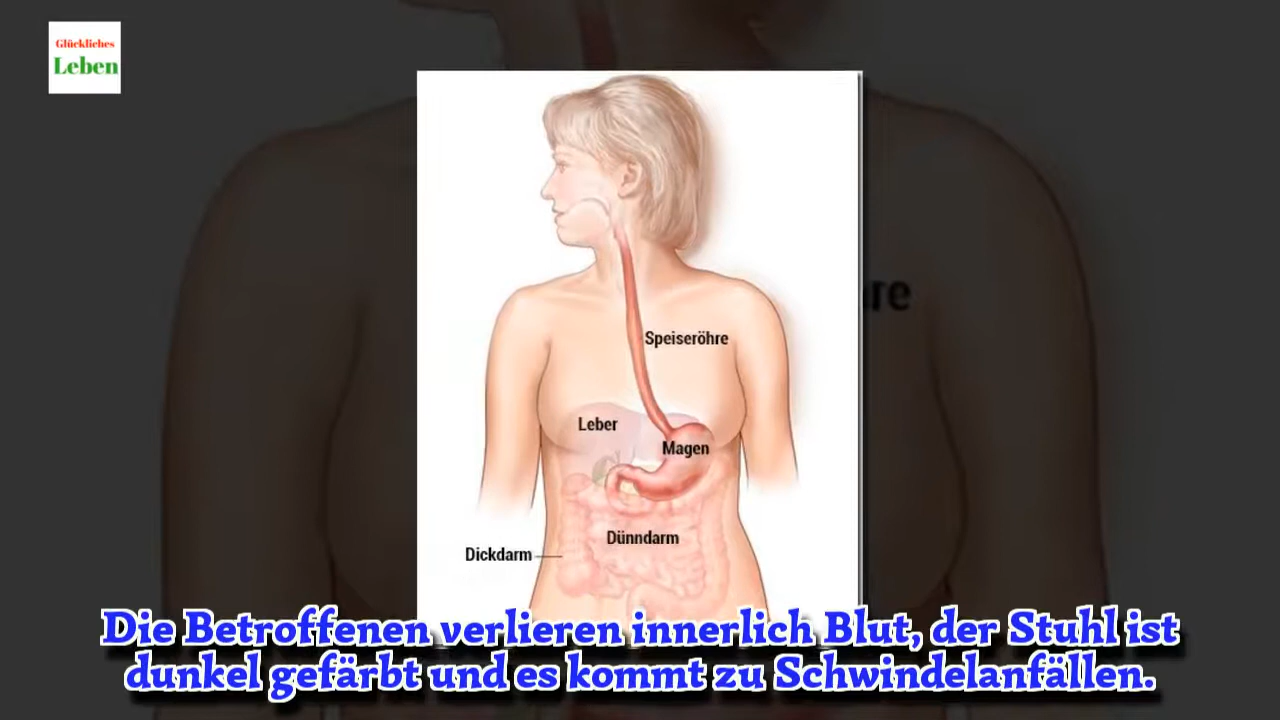 Glückliches
Leben
re
Speiseröhre
Leber
Magen
Dünndarm
Dickdarm
Die Betroffenen verlieren innerlich Blut, der Stuhl ist
dunkel gefärbt und es kommt zu Schwindelanfällen.